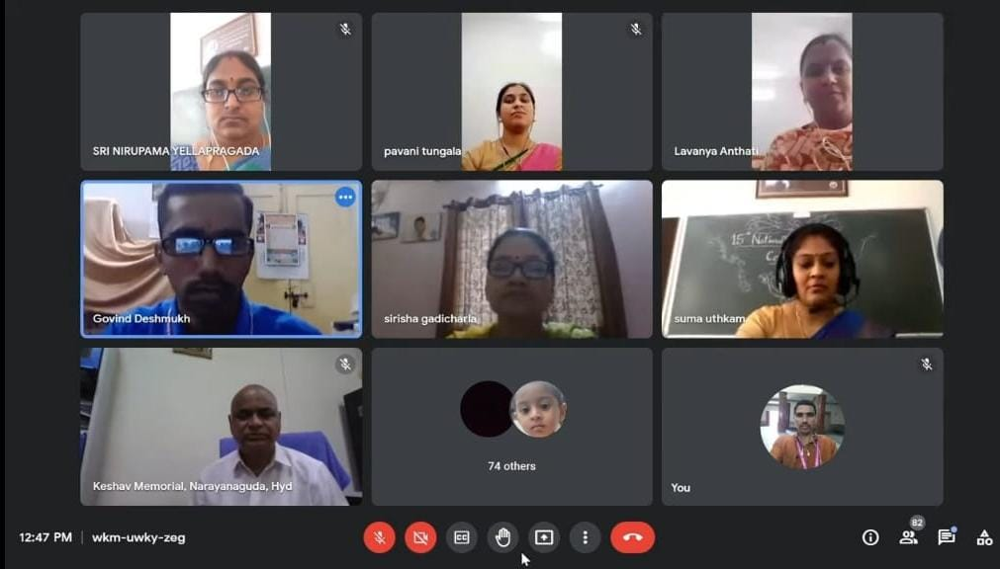 SRI NIRUPAMA YELLAPRAGADA
pavani tungala
Lavanya Anthati
Govind Deshmukh
sirisha gadicharla
15th Nationa
suma uthkam
Keshav Memorial, Narayanaguda, Hyd
74 others
You
12:47 PM | wkm-uwky-zeg
CC
82